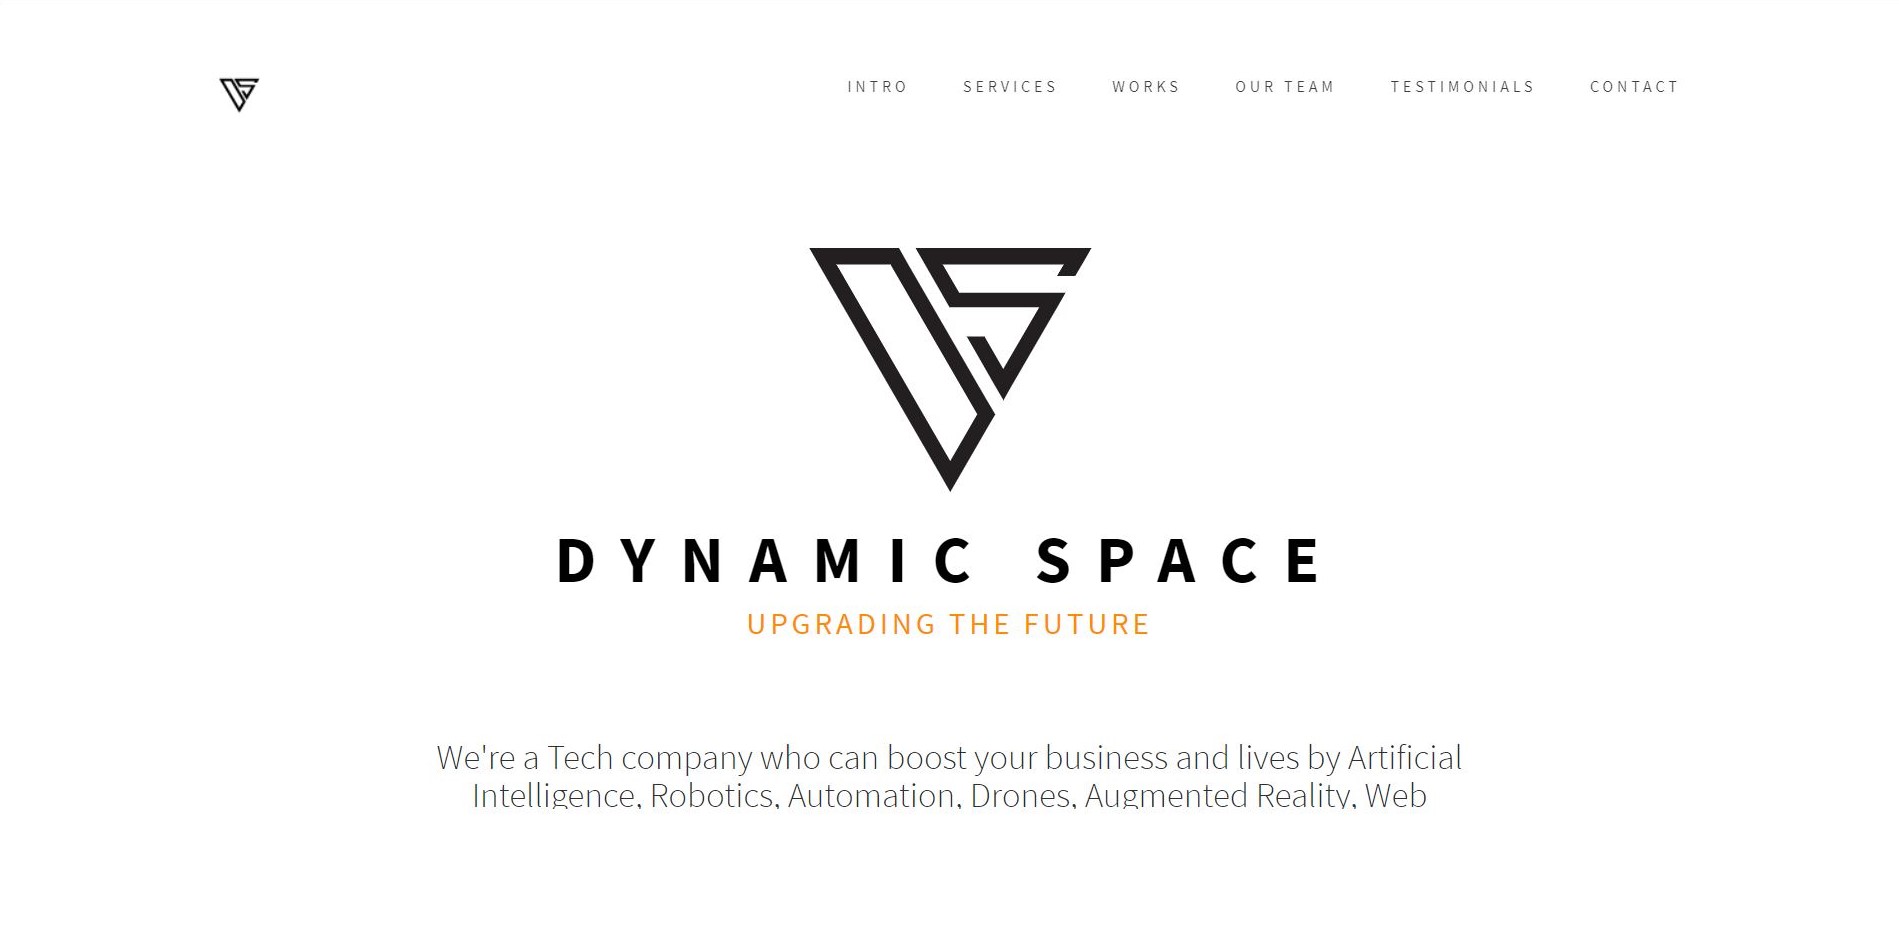 INTRO SERVICES WORKS OUR TEAM TESTIMONIALS CONTACT
DYNAMIC SPACE
UPGRADING THE FUTURE
We're a Tech company who can boost your business and lives by Artificial
Intelligence, Robotics, Automation, Drones, Augmented Reality, Web